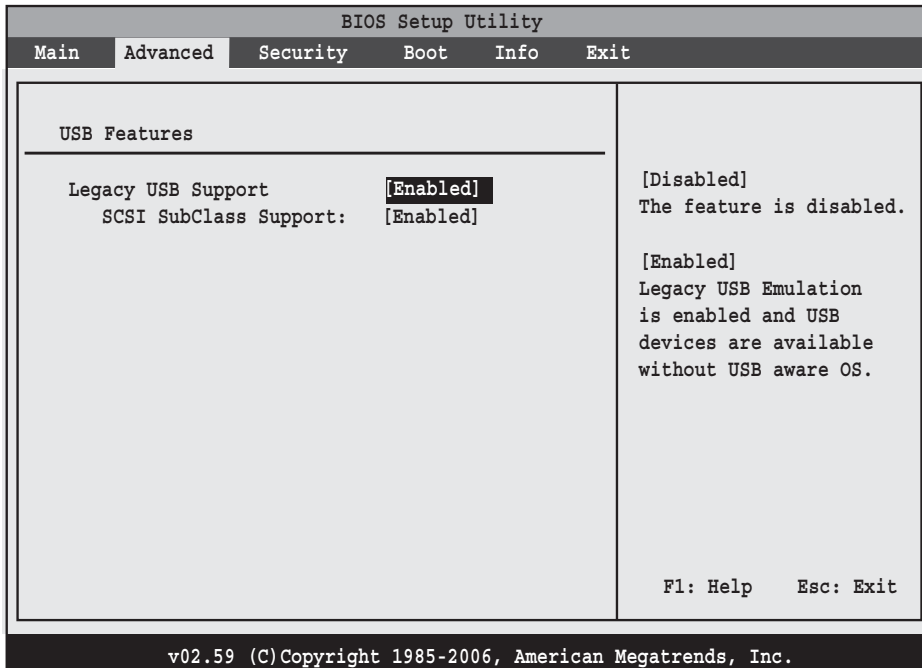 BIOS Setup Utility
Main Advanced Security Boot Info Exit
USB Features
Legacy USB Support [Enabled]
SCSI SubClass Support: [Enabled]
[Disabled]
The feature is disabled.
[Enabled]
Legacy USB Emulation
is enabled and USB
devices are available
without USB aware OS.
F1: Help Esc: Exit
v02.59 (C)Copyright 1985-2006, American Megatrends, Inc.